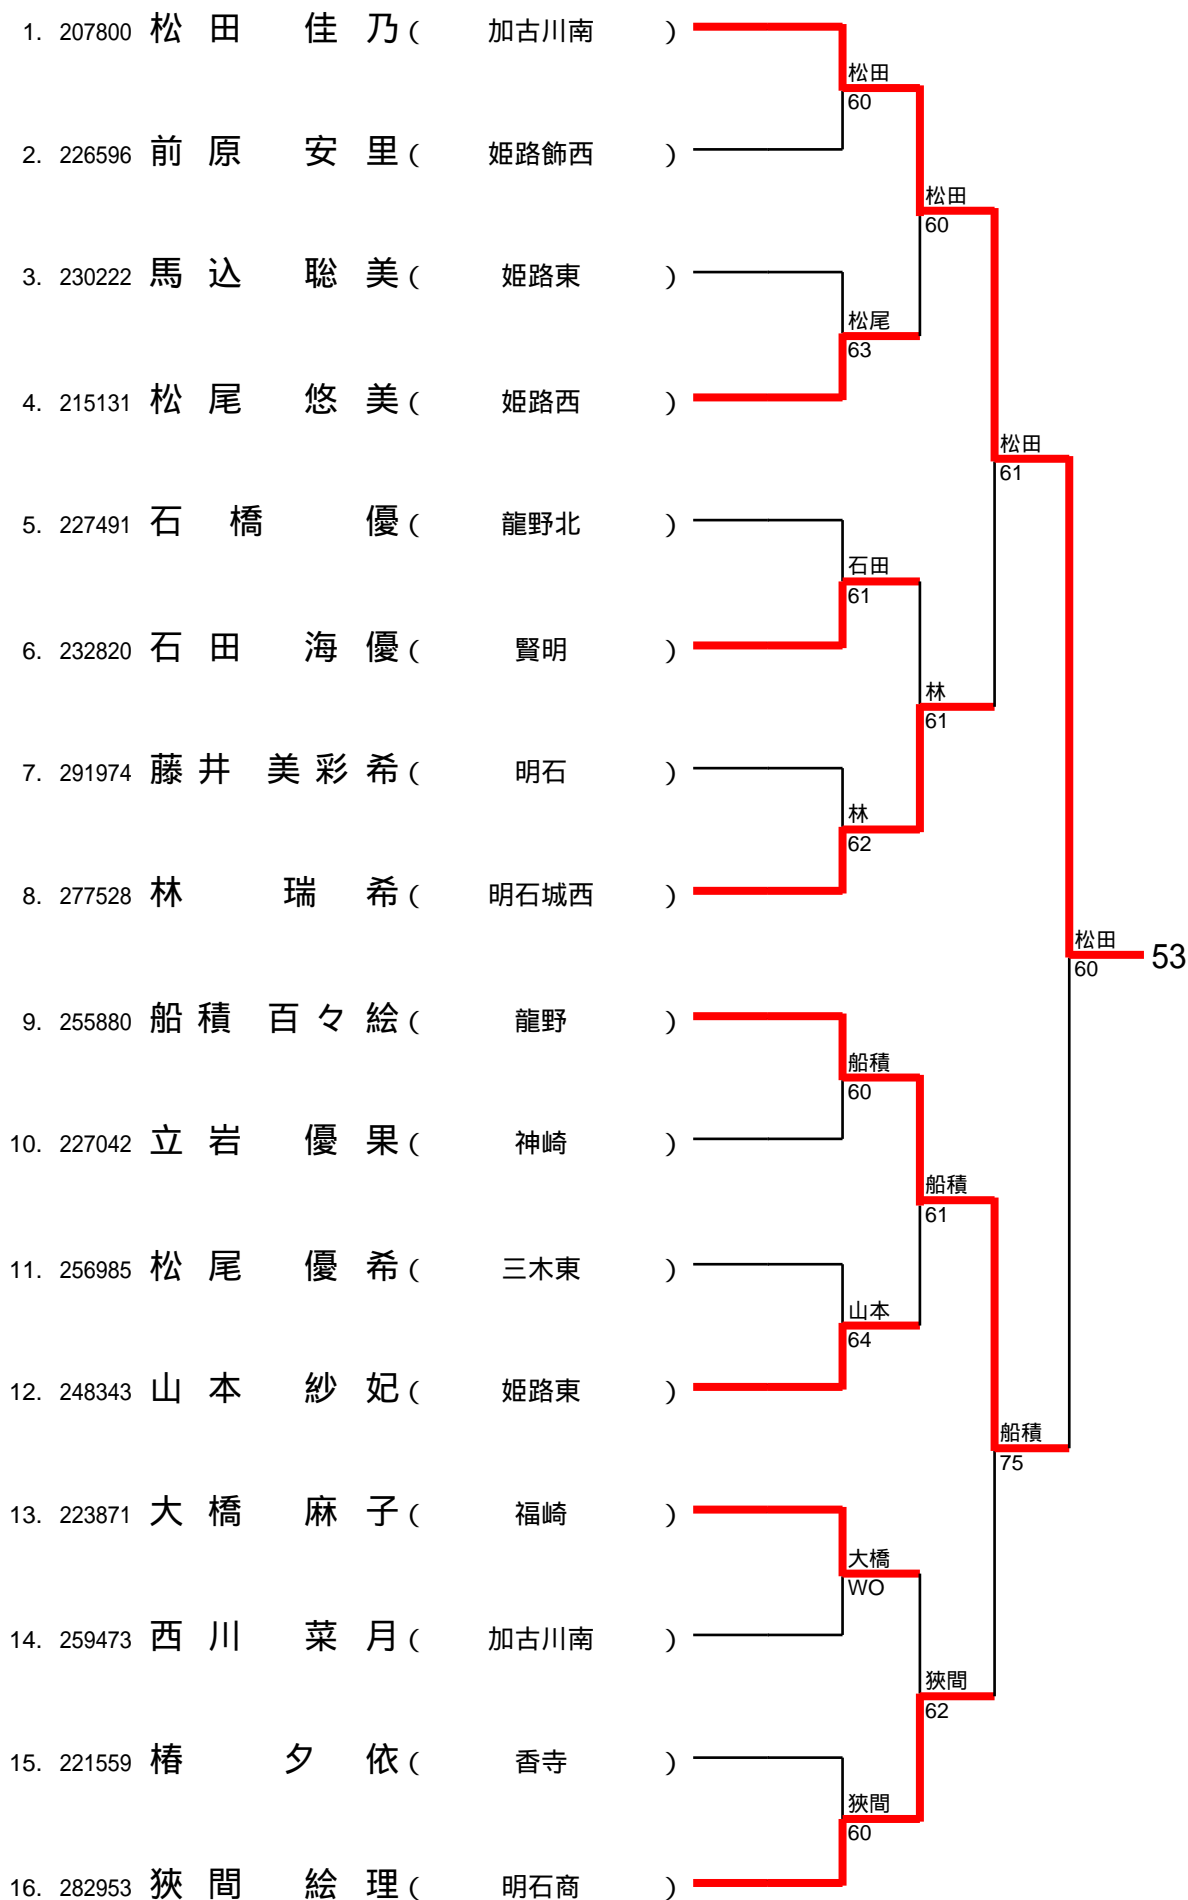 1. 207800 松田 佳乃 ( 加古川南 )
松田
60
2. 226596 前原 安里 ( 姫路飾西 )
松田
60
3. 230222 馬込 聡美 ( 姫路東 )
松尾
63
4. 215131 松尾 悠美 ( 姫路西 )
松田
61
5. 227491 石橋 優 ( 龍野北 )
石田
61
6. 232820 石田 海優 ( 賢明 )
林
61
7. 291974 藤井 美彩希 ( 明石 )
林
62
8. 277528 林 瑞希 ( 明石城西 )
松田
60
53
9. 255880 船積 百々絵 ( 龍野 )
船積
60
10. 227042 立岩 優果 ( 神崎 )
船積
61
11. 256985 松尾 優希 ( 三木東 )
山本
64
12. 248343 山本 紗妃 ( 姫路東 )
船積
75
13. 223871 大橋 麻子 ( 福崎 )
大橋
WO
14. 259473 西川 菜月 ( 加古川南 )
狹間
62
15. 221559 椿 夕依 ( 香寺 )
狹間
60
16. 282953 狹間 絵理 ( 明石商 )